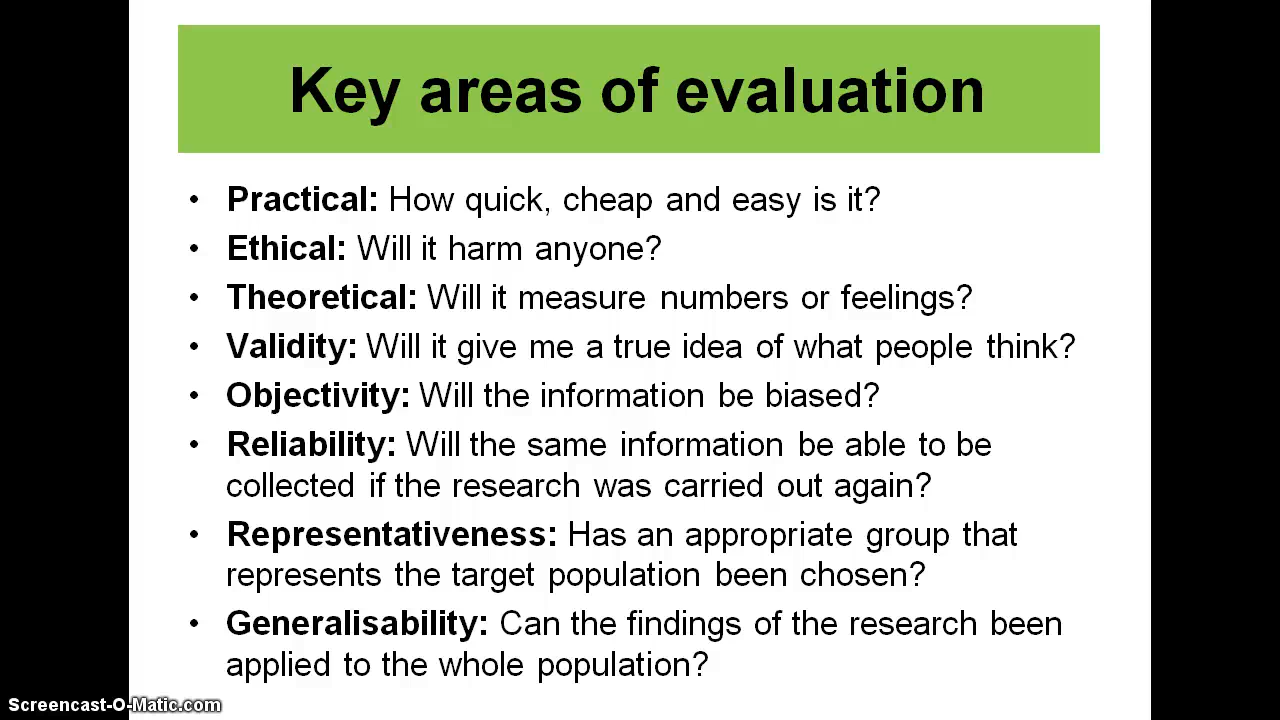 Key areas of evaluation
• Practical: How quick, cheap and easy is it?
• Ethical: Will it harm anyone?
• Theoretical: Will it measure numbers or feelings?
• Validity: Will it give me a true idea of what people think?
• Objectivity: Will the information be biased?
• Reliability: Will the same information be able to be
collected if the research was carried out again?
• Representativeness: Has an appropriate group that
represents the target population been chosen?
• Generalisability: Can the findings of the research been
applied to the whole population?
Screencast-O-Matic.com